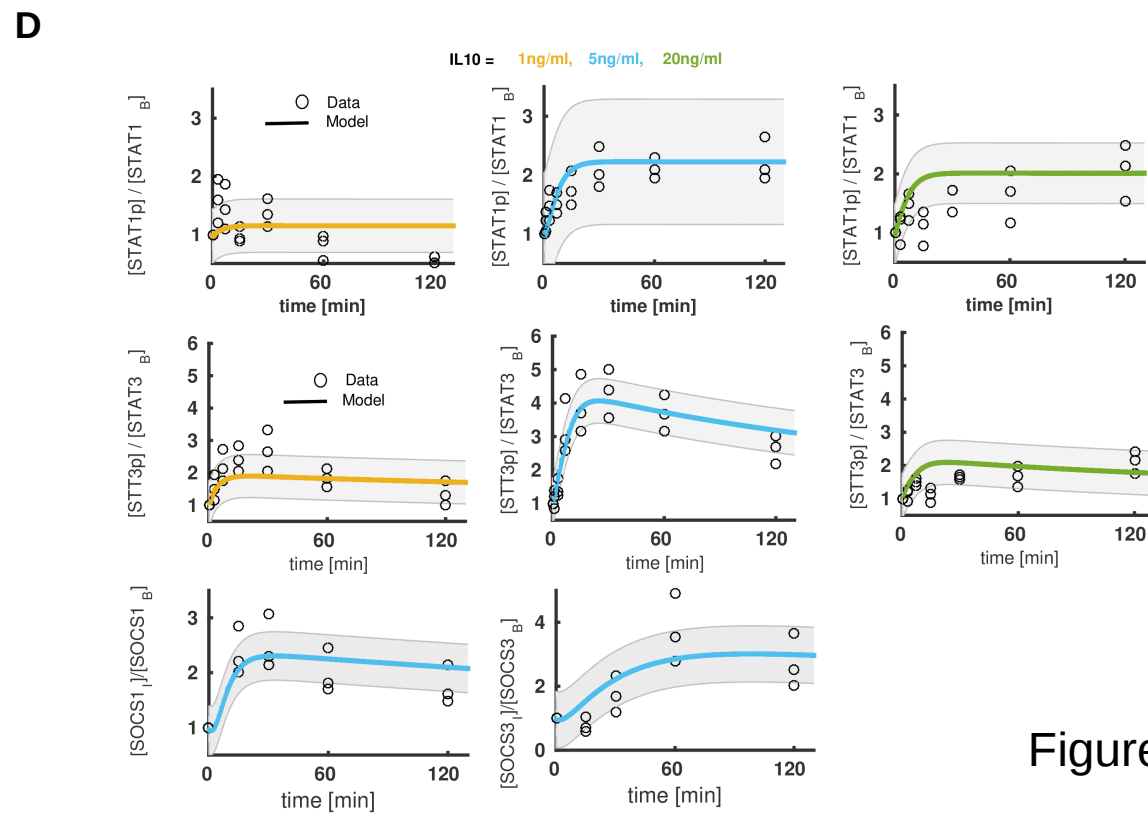 D
IL10 = 1ng/ml, 5ng/ml, 20ng/ml
[STAT1p] / [STAT1 B]
3
2
1
0 60 120
time [min]
Data
Model
[STAT1p] / [STAT1 B]
3
2
1
0 60 120
time [min]
[STAT1p] / [STAT1 B]
3
2
1
0 60 120
time [min]
[STT3p] / [STAT3 B]
6
5
4
3
2
1
0 60 120
time [min]
Data
Model
[STT3p] / [STAT3 B]
6
5
4
3
2
1
0 60 120
time [min]
[STT3p] / [STAT3 B]
6
5
4
3
2
1
0 60 120
time [min]
[SOCS1 I]/[SOCS1 B]
3
2
1
0 60 120
time [min]
[SOCS3 I]/[SOCS3 B]
4
2
0
0 60 120
time [min]
Figure